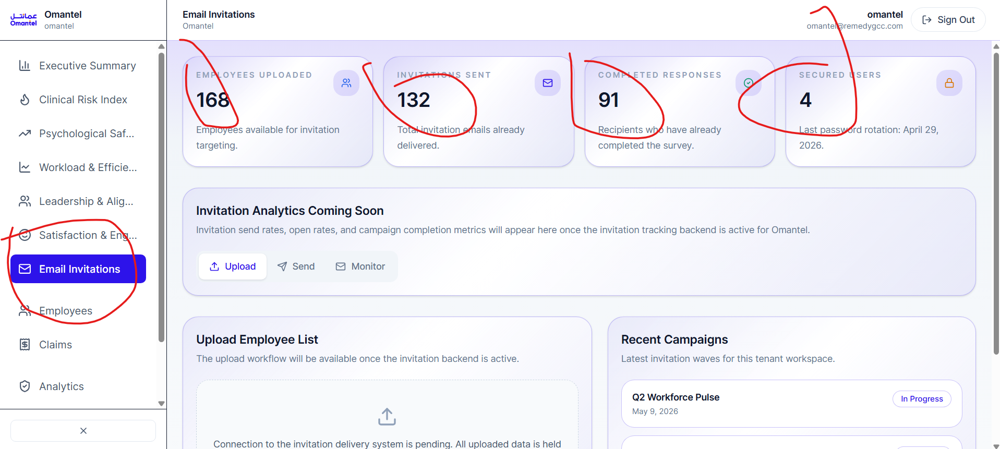 عمانتل
Omantel
Omantel
omantel
Email Invitations
Omantel
omantel
omantel@remedygcc.com
Sign Out
Executive Summary
Clinical Risk Index
Psychological Saf...
Workload & Efficie...
Leadership & Alig...
Satisfaction & Eng...
Email Invitations
Employees
Claims
Analytics
EMPLOYEES UPLOADED
168
Employees available for invitation
targeting.
INVITATIONS SENT
132
Total invitation emails already
delivered.
COMPLETED RESPONSES
91
Recipients who have already
completed the survey.
SECURED USERS
4
Last password rotation: April 29,
2026.
Invitation Analytics Coming Soon
Invitation send rates, open rates, and campaign completion metrics will appear here once the invitation tracking backend is active for Omantel.
Upload
Send
Monitor
Upload Employee List
The upload workflow will be available once the invitation backend is active.
Connection to the invitation delivery system is pending. All uploaded data is held
Recent Campaigns
Latest invitation waves for this tenant workspace.
Q2 Workforce Pulse
In Progress
May 9, 2026